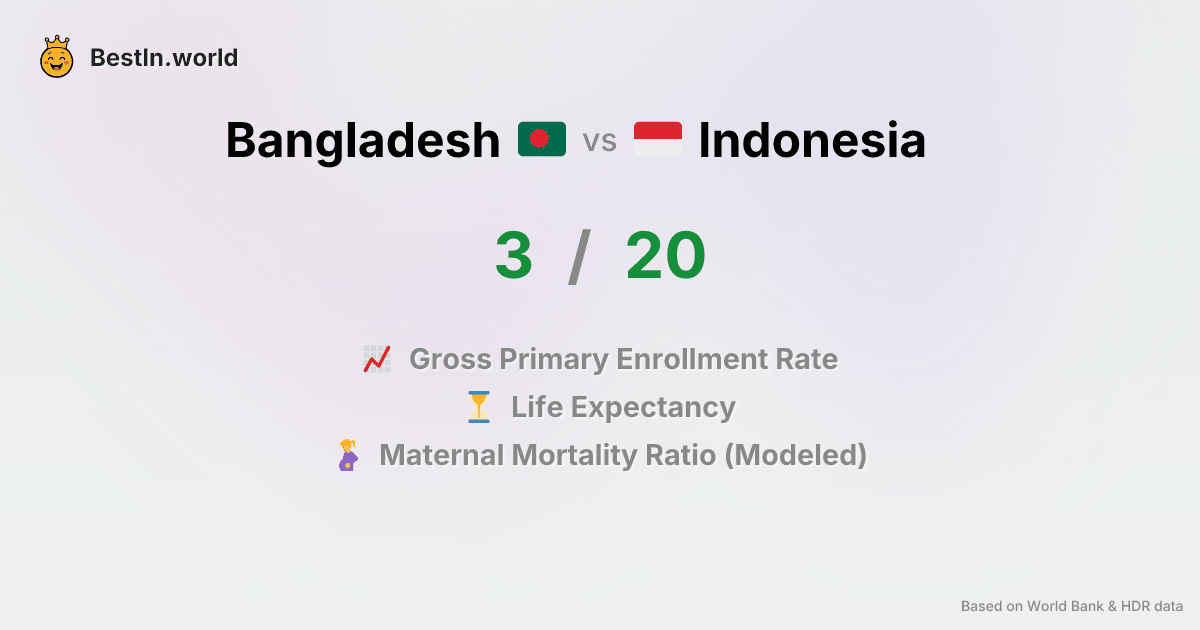 BestIn.world
Bangladesh vs Indonesia
3 / 20
Gross Primary Enrollment Rate
Life Expectancy
Maternal Mortality Ratio (Modeled)
Based on World Bank & HDR data